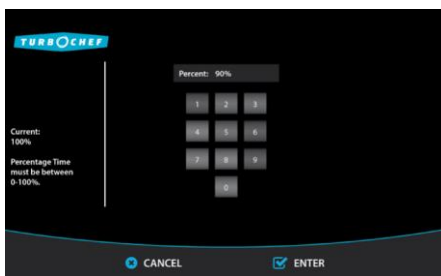 TURBOCHEF
Percent: 90%
1 2 3
4 5 6
7 8 9
0
Current:
100%
Percentage Time
must be between
0-100%.
CANCEL
ENTER